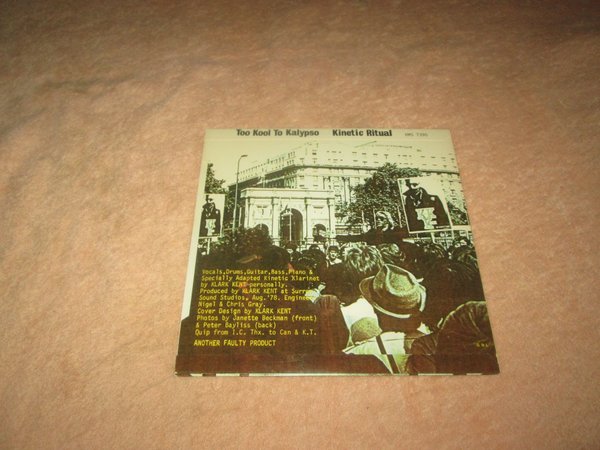 Too Kool To Kalypso Kinetic Ritual AMS 7390
Vocals,Drums,Guitar,Bass,Piano &
Specially Adapted Kinetic Klarinet
by KLARK KENT personally.
Produced by KLARK KENT at Surrey
Sound Studios, Aug.'78. Engineers
Nigel & Chris Gray.
Cover Design by KLARK KENT
Photos by Janette Beckman (front)
& Peter Bayliss (back)
Quip from I.C. Thx. to Can & K.T.
ANOTHER FAULTY PRODUCT